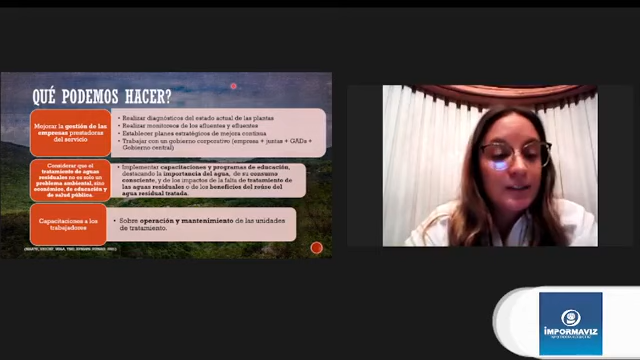 QUÉ PODEMOS HACER?
Mejorar la gestión de las
empresas prestadoras
del servicio
• Realizar diagnósticos del estado actual de las plantas
• Realizar monitoreos de los afluentes y efluentes
• Establecer planes estratégicos de mejora continua
• Trabajar con un gobierno corporativo (empresa + juntas + GADs +
Gobierno central)
Considerar que el
tratamiento de aguas
residuales no es solo un
problema ambiental, sino
económico, de educación y
de salud pública.
• Implementar capacitaciones y programas de educación,
destacando la importancia del agua, de su consumo
consciente, y de los impactos de la falta de tratamiento de
las aguas residuales o de los beneficios del reúso del
agua residual tratada.
Capacitaciones a los
trabajadores
• Sobre operación y mantenimiento de las unidades
de tratamiento.
IMPORMAVIZ